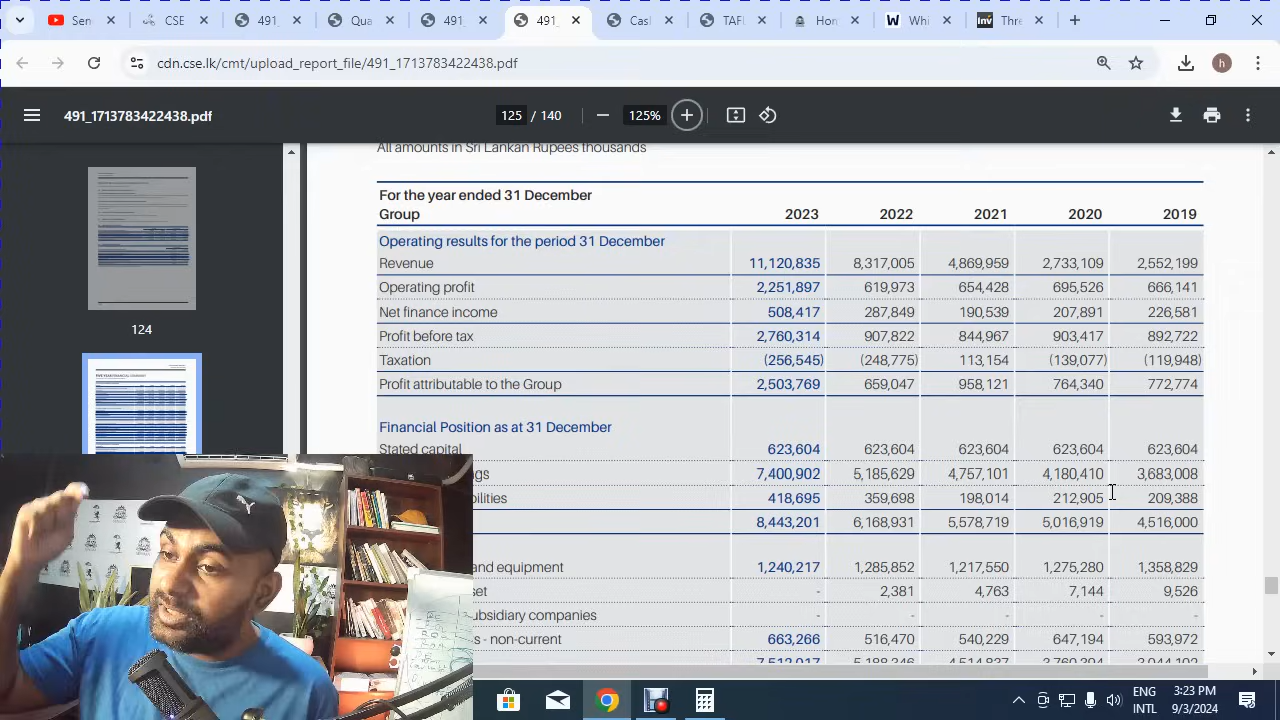 Sen
CSE
491_
Qua
491_
491_
Cas
TAFL
Hon
Whi
Inv Thre
cdn.cse.lk/cmt/upload_report_file/491_1713783422438.pdf
h
491_1713783422438.pdf
125 / 140
125%
124
All amounts in Sri Lankan Rupees thousands
For the year ended 31 December
Group 2023 2022 2021 2020 2019
Operating results for the period 31 December
Revenue 11,120,835 8,317,005 4,869,959 2,733,109 2,552,199
Operating profit 2,251,897 619,973 654,428 695,526 666,141
Net finance income 508,417 287,849 190,539 207,891 226,581
Profit before tax 2,760,314 907,822 844,967 903,417 892,722
Taxation (256,545) (248,775) 113,154 (139,077) (119,948)
Profit attributable to the Group 2,503,769 659,047 958,121 764,340 772,774
Financial Position as at 31 December
Stated capital 623,604 623,604 623,604 623,604 623,604
gs 7,400,902 5,185,629 4,757,101 4,180,410 3,683,008
ilities 418,695 359,698 198,014 212,905 209,388
8,443,201 6,168,931 5,578,719 5,016,919 4,516,000
and equipment 1,240,217 1,285,852 1,217,550 1,275,280 1,358,829
set - 2,381 4,763 7,144 9,526
subsidiary companies - - - - -
s - non-current 663,266 516,470 540,229 647,194 593,972
ENG
INTL
3:23 PM
9/3/2024